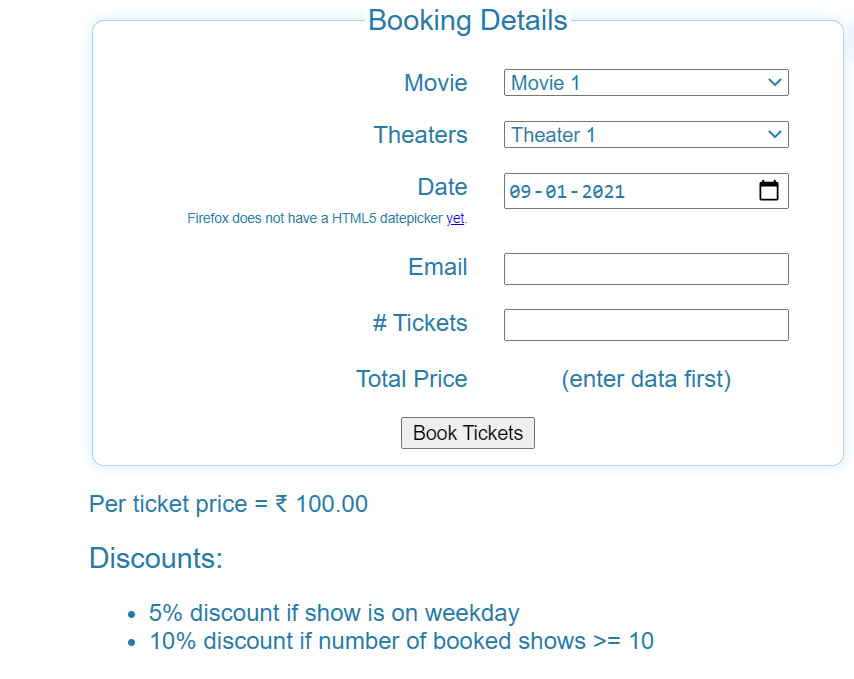 Booking Details
Movie Movie 1
Theaters Theater 1
Date 09-01-2021
Firefox does not have a HTML5 datepicker yet.
Email
# Tickets
Total Price (enter data first)
Book Tickets
Per ticket price = ₹ 100.00
Discounts:
• 5% discount if show is on weekday
• 10% discount if number of booked shows >= 10